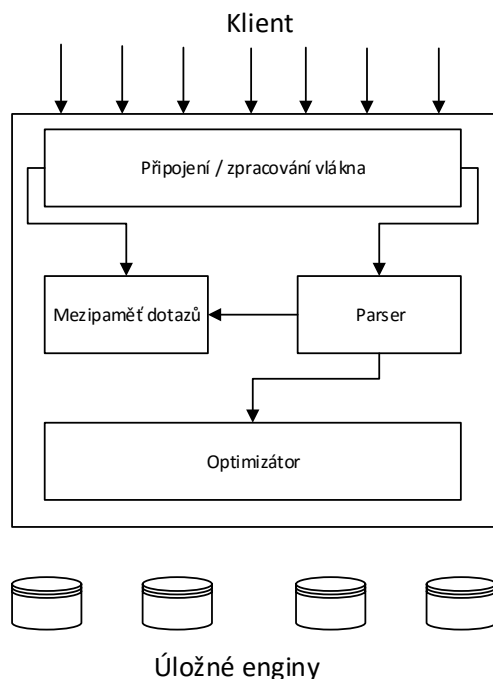 Klient
Připojení / zpracování vlákna
Mezipaměť dotazů
Parser
Optimizátor
Úložné enginy